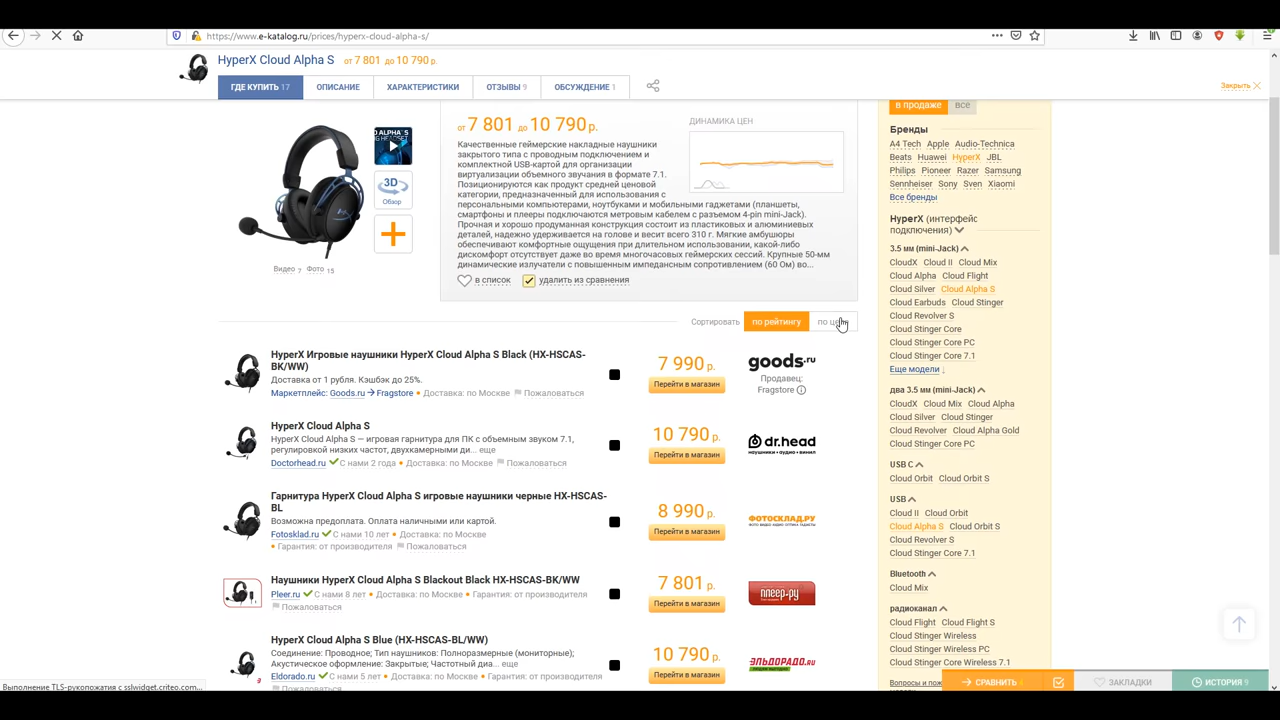 https://www.e-katalog.ru/prices/hyperx-cloud-alpha-s/
HyperX Cloud Alpha S от 7 801 до 10 790 р.
ГДЕ КУПИТЬ 17
ОПИСАНИЕ
ХАРАКТЕРИСТИКИ
ОТЗЫВЫ 9
ОБСУЖДЕНИЕ 1
Закрыть
от 7 801 до 10 790 р.
ДИНАМИКА ЦЕН
Качественные геймерские накладные наушники
закрытого типа с проводным подключением и
комплектной USB-картой для организации
виртуализации объемного звучания в формате 7.1.
Позиционируются как продукт средней ценовой
категории, предназначенный для использования с
персональными компьютерами, ноутбуками и мобильными гаджетами (планшеты,
смартфоны и плееры подключаются метровым кабелем с разъемом 4-pin mini-Jack).
Прочная и хорошо продуманная конструкция состоит из пластиковых и алюминиевых
деталей, надежно удерживается на голове и весит всего 310 г. Мягкие амбушюры
обеспечивают комфортные ощущения при длительном использовании, какой-либо
дискомфорт отсутствует даже во время многочасовых геймерских сессий. Крупные 50-мм
динамические излучатели с повышенным импедансным сопротивлением (60 Ом) во...
D ALPHA`S
G HEADSET
3D
Обзор
Видео 7 Фото 15
в список
удалить из сравнения
Сортировать
по рейтингу
по це
HyperX Игровые наушники HyperX Cloud Alpha S Black (HX-HSCAS-
BK/WW)
Доставка от 1 рубля. Кэшбэк до 25%.
Маркетплейс: Goods.ru → Fragstore • Доставка: по Москве Пожаловаться
7 990 р.
Перейти в магазин
goods.ru
Продавец:
Fragstore
HyperX Cloud Alpha S
HyperX Cloud Alpha S — игровая гарнитура для ПК с объемным звуком 7.1,
регулировкой низких частот, двухкамерными ди... еще
Doctorhead.ru С нами 2 года • Доставка: по Москве Пожаловаться
10 790 р.
Перейти в магазин
dr.head
наушники • аудио • винил
Гарнитура HyperX Cloud Alpha S игровые наушники черные HX-HSCAS-
BL
Возможна предоплата. Оплата наличными или картой.
Fotosklad.ru С нами 10 лет • Доставка: по Москве
• Гарантия: от производителя Пожаловаться
8 990 р.
Перейти в магазин
ФОТОСКЛАД.РУ
Наушники HyperX Cloud Alpha S Blackout Black HX-HSCAS-BK/WW
Pleer.ru С нами 8 лет • Доставка: по Москве • Гарантия: от производителя
Пожаловаться
7 801 р.
Перейти в магазин
плеер·ру
HyperX Cloud Alpha S Blue (HX-HSCAS-BL/WW)
Соединение: Проводное; Тип наушников: Полноразмерные (мониторные);
Акустическое оформление: Закрытые; Частотный диа... еще
Eldorado.ru С нами 5 лет • Доставка: по Москве • Гарантия: от производителя
Пожаловаться
10 790 р.
Перейти в магазин
ЭЛЬДОРАДО.RU
в продаже
все
Бренды
A4 Tech Apple Audio-Technica
Beats Huawei HyperX JBL
Philips Pioneer Razer Samsung
Sennheiser Sony Sven Xiaomi
Все бренды
HyperX (интерфейс
подключения)
3.5 мм (mini-Jack)
CloudX Cloud II Cloud Mix
Cloud Alpha Cloud Flight
Cloud Silver Cloud Alpha S
Cloud Earbuds Cloud Stinger
Cloud Revolver S
Cloud Stinger Core
Cloud Stinger Core PC
Cloud Stinger Core 7.1
Еще модели ↓
два 3.5 мм (mini-Jack)
CloudX Cloud Mix Cloud Alpha
Cloud Silver Cloud Stinger
Cloud Revolver Cloud Alpha Gold
Cloud Stinger Core PC
USB C
Cloud Orbit Cloud Orbit S
USB
Cloud II Cloud Orbit
Cloud Alpha S Cloud Orbit S
Cloud Revolver S
Cloud Stinger Core 7.1
Bluetooth
Cloud Mix
радиоканал
Cloud Flight Cloud Flight S
Cloud Stinger Wireless
Cloud Stinger Wireless PC
Cloud Stinger Core Wireless 7.1
Вопросы и пож
СРАВНИТЬ
ЗАКЛАДКИ
ИСТОРИЯ 9
Выполнение TLS-рукопожатия с sslwidget.criteo.com...